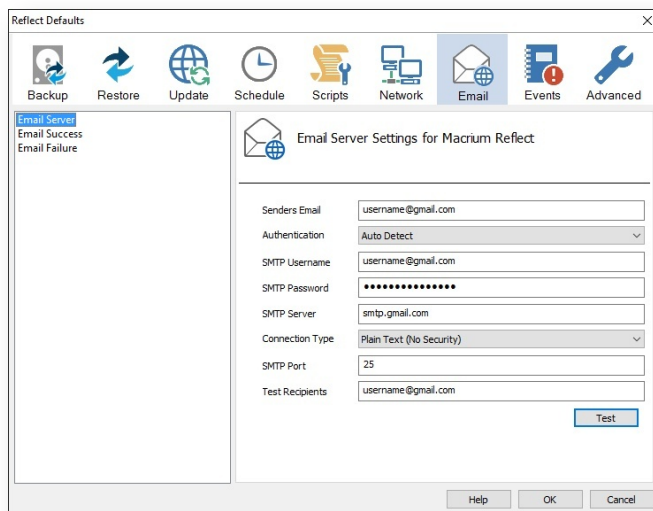 Reflect Defaults
Backup Restore Update Schedule Scripts Network Email Events Advanced
Email Server
Email Success
Email Failure
Email Server Settings for Macrium Reflect
Senders Email username@gmail.com
Authentication Auto Detect
SMTP Username username@gmail.com
SMTP Password ●●●●●●●●●●●●●●●
SMTP Server smtp.gmail.com
Connection Type Plain Text (No Security)
SMTP Port 25
Test Recipients username@gmail.com
Test
Help OK Cancel